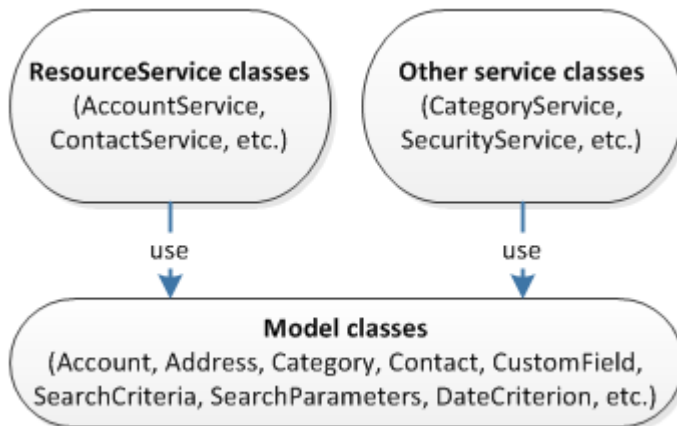 ResourceService classes
(AccountService,
ContactService, etc.)
Other service classes
(CategoryService,
SecurityService, etc.)
use
use
Model classes
(Account, Address, Category, Contact, CustomField,
SearchCriteria, SearchParameters, DateCriterion, etc.)